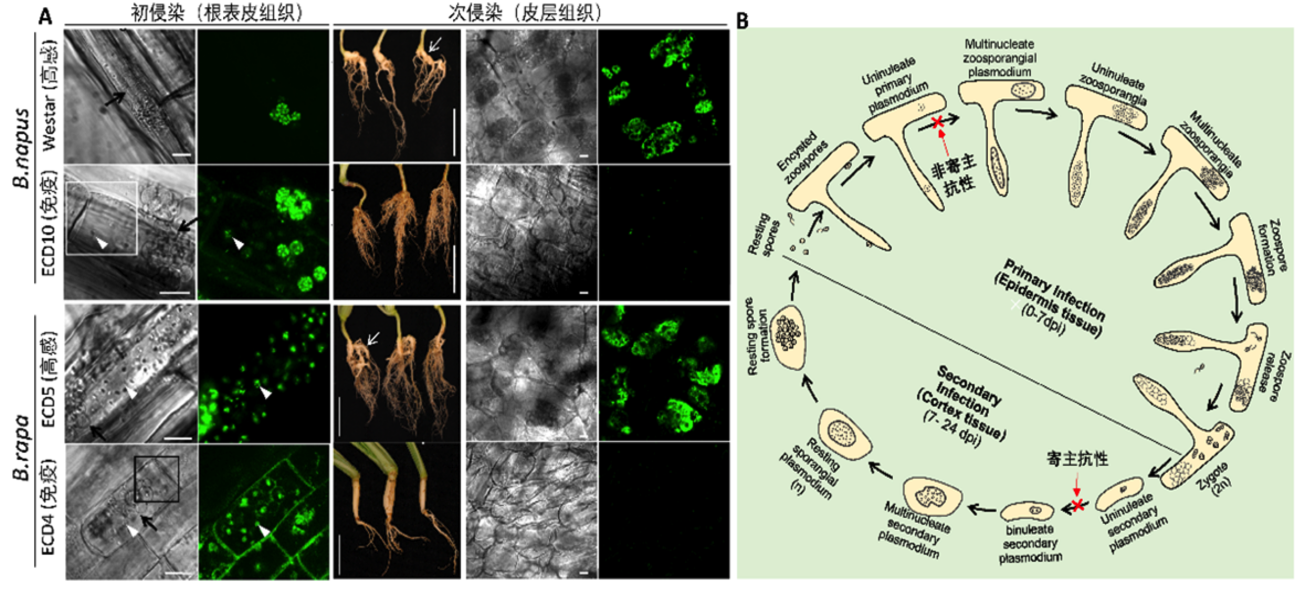 A
初侵染（根表皮组织）
次侵染（皮层组织）
B.napus
Westar (高感)
ECD10 (免疫)
B.rapa
ECD5 (高感)
ECD4 (免疫)
B
Resting
spores
Encysted
zoospores
Uninuleate
primary
plasmodium
Multinucleate
zoosporangial
plasmodium
Uninuleate
zoosporangia
Multinucleate
zoosporangia
Zoospore
formation
Zoospore
release
Zygote
(2n)
Uninuleate
secondary
plasmodium
binuleate
secondary
plasmodium
Multinucleate
secondary
plasmodium
Resting
sporangial
plasmodium
(n)
Resting spore
formation
非寄主
抗性
寄主抗性
Primary Infection
(Epidermis tissue)
(0-7dpi)
Secondary
Infection
(Cortex tissue)
(7- 24 dpi)